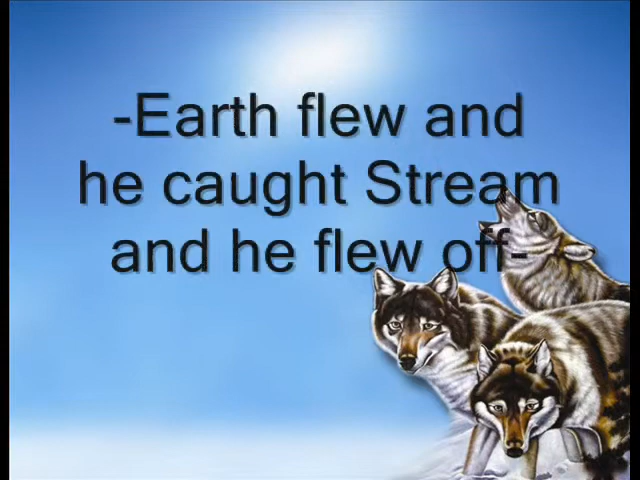 -Earth flew and
he caught Stream
and he flew off-